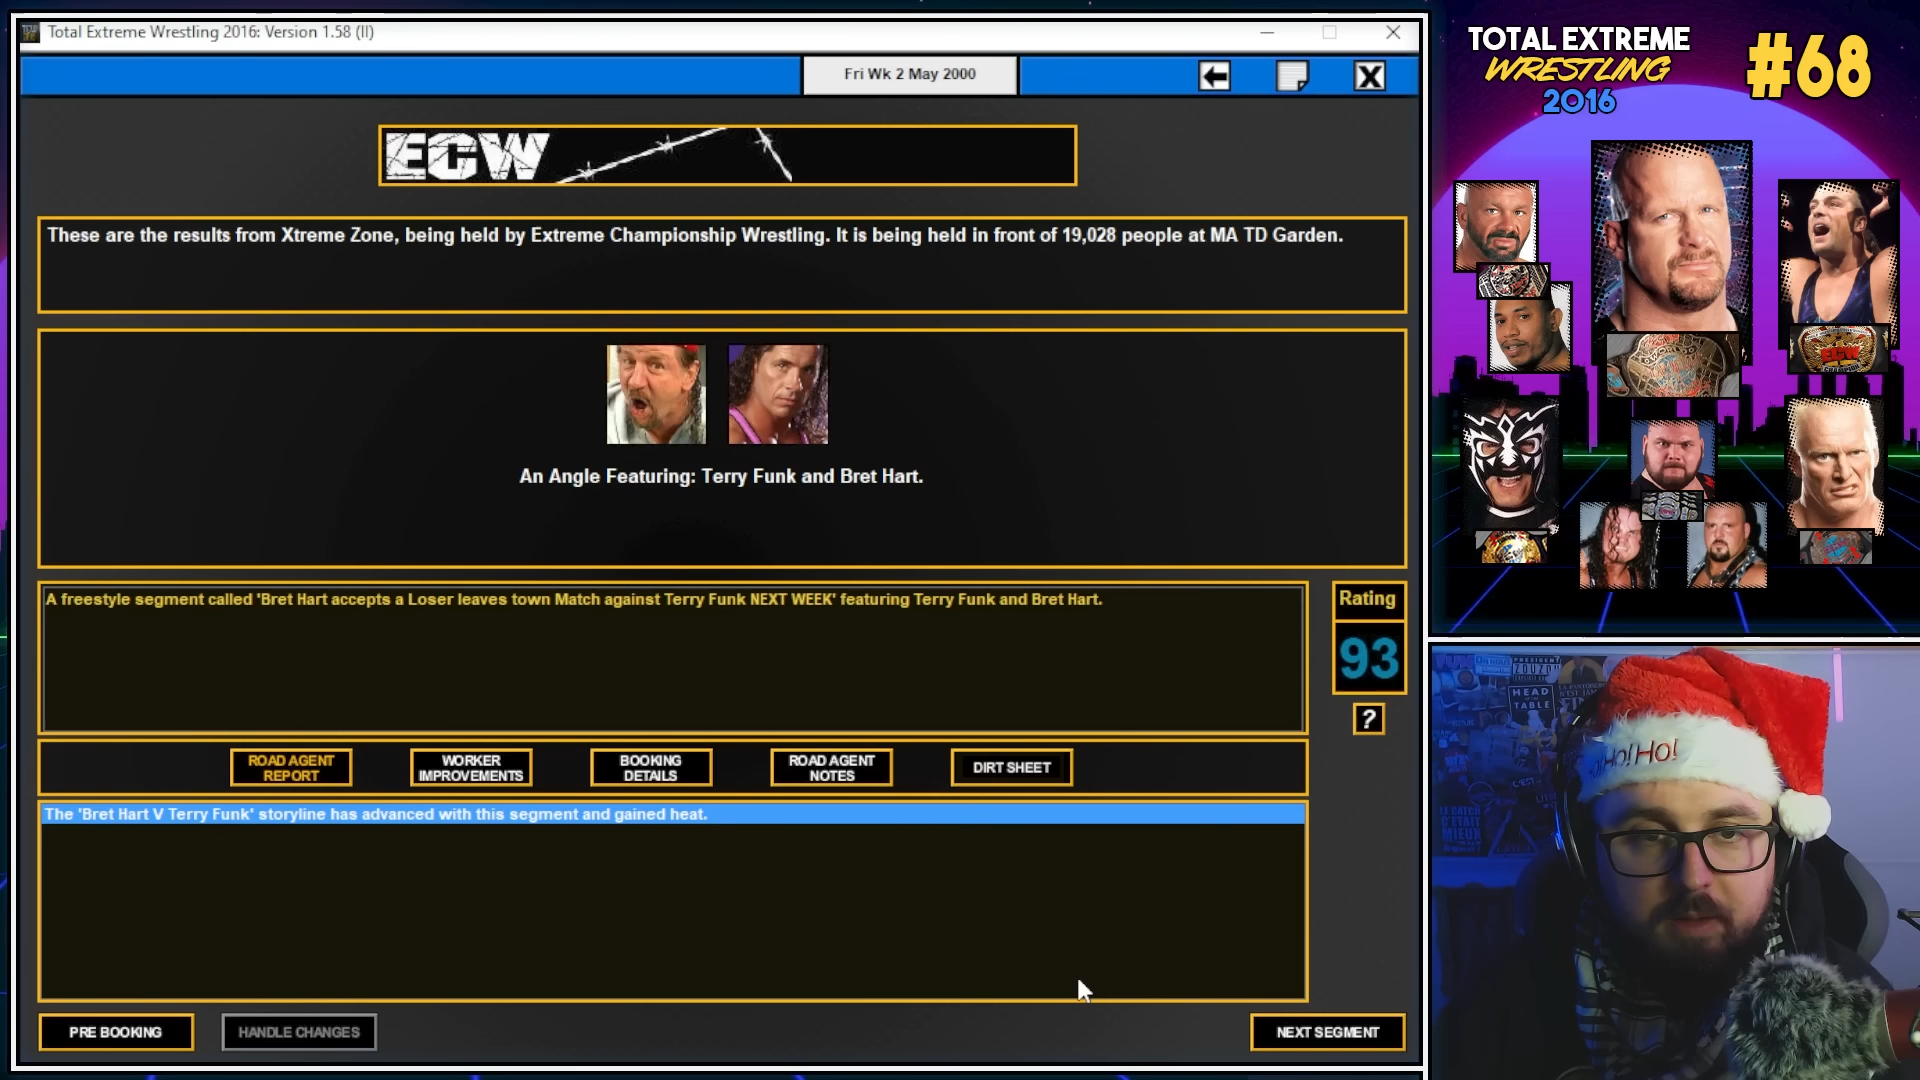 Total Extreme Wrestling 2016: Version 1.58 (II)
Fri Wk 2 May 2000
ECW
These are the results from Xtreme Zone, being held by Extreme Championship Wrestling. It is being held in front of 19,028 people at MA TD Garden.
An Angle Featuring: Terry Funk and Bret Hart.
A freestyle segment called 'Bret Hart accepts a Loser leaves town Match against Terry Funk NEXT WEEK' featuring Terry Funk and Bret Hart.
Rating
93
?
ROAD AGENT
REPORT
WORKER
IMPROVEMENTS
BOOKING
DETAILS
ROAD AGENT
NOTES
DIRT SHEET
The 'Bret Hart V Terry Funk' storyline has advanced with this segment and gained heat.
PRE BOOKING
HANDLE CHANGES
NEXT SEGMENT
TOTAL EXTREME
WRESTLING
2016
#68
ECW
HEAD
OF THE
TABLE
Ho! Ho!